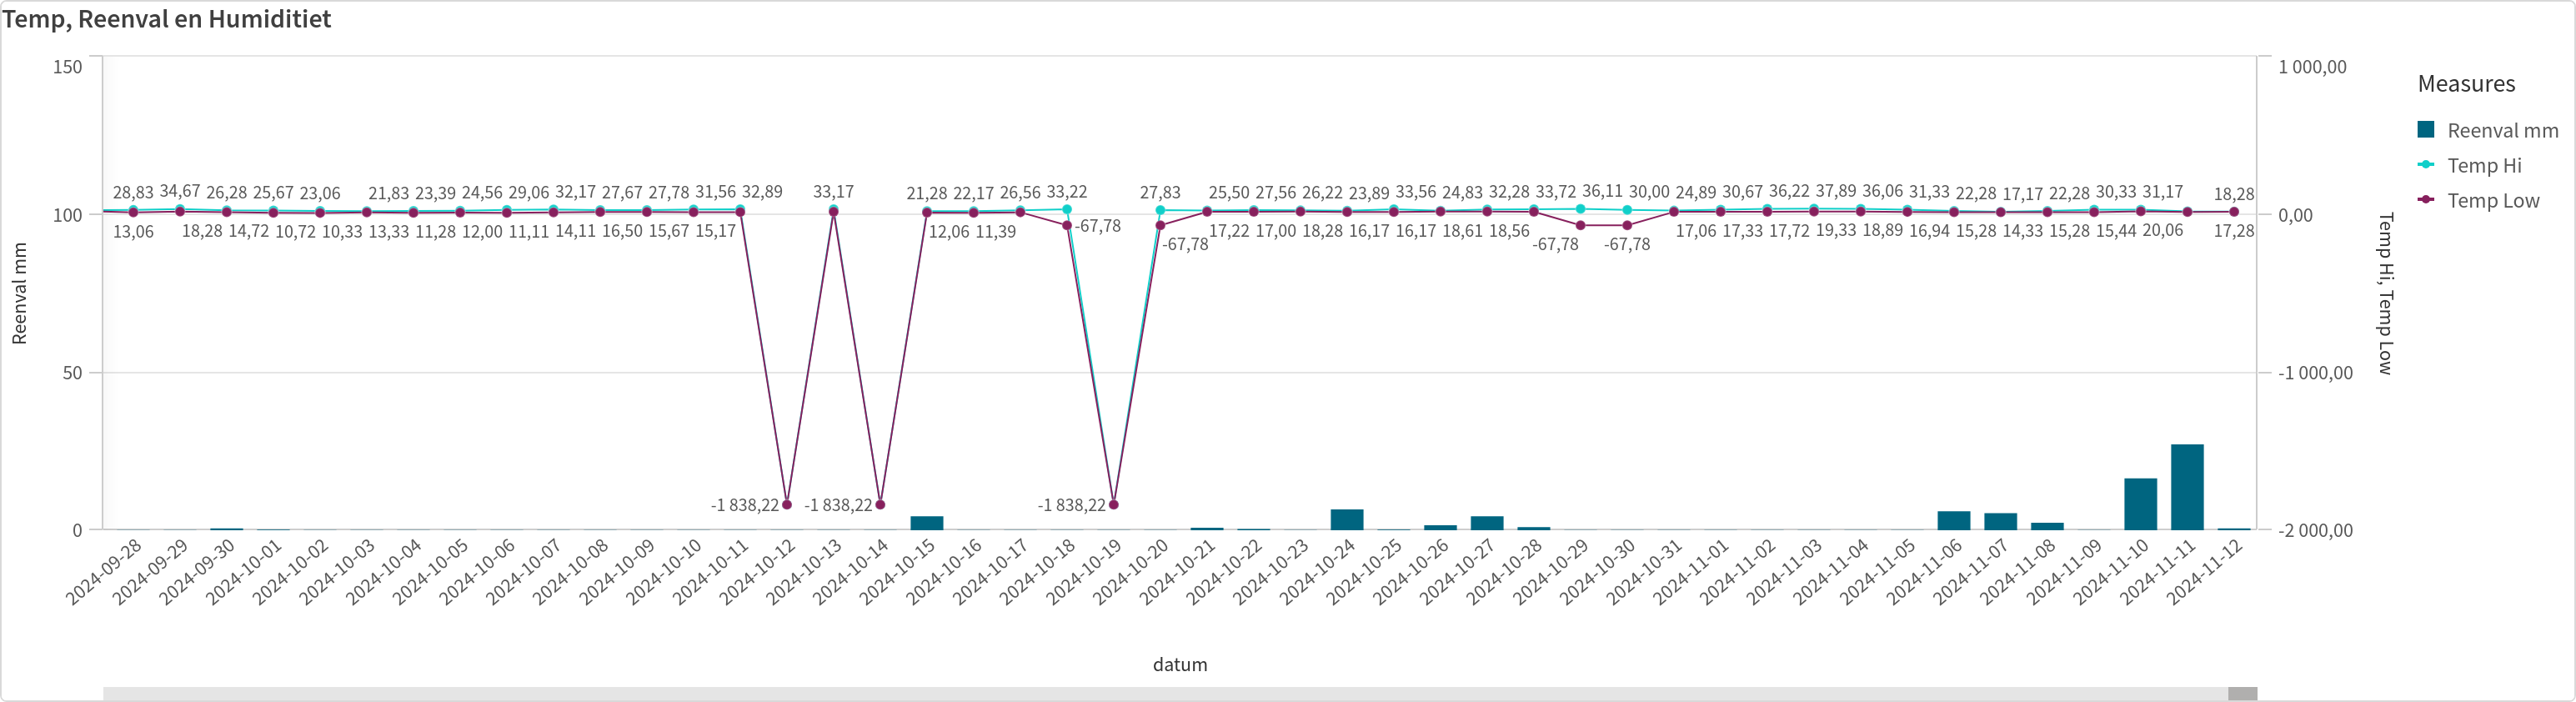 Temp, Reenval en Humiditiet
150
100
50
0
Reenval mm
1 000,00
0,00
-1 000,00
-2 000,00
Temp Hi, Temp Low
Measures
Reenval mm
Temp Hi
Temp Low
28,83 34,67 26,28 25,67 23,06 21,83 23,39 24,56 29,06 32,17 27,67 27,78 31,56 32,89 33,17 21,28 22,17 26,56 33,22 27,83 25,50 27,56 26,22 23,89 33,56 24,83 32,28 33,72 36,11 30,00 24,89 30,67 36,22 37,89 36,06 31,33 22,28 17,17 22,28 30,33 31,17 18,28
13,06 18,28 14,72 10,72 10,33 13,33 11,28 12,00 11,11 14,11 16,50 15,67 15,17 12,06 11,39 -67,78 -67,78 17,22 17,00 18,28 16,17 16,17 18,61 18,56 -67,78 -67,78 17,06 17,33 17,72 19,33 18,89 16,94 15,28 14,33 15,28 15,44 20,06 17,28
-1 838,22 -1 838,22 -1 838,22
2024-09-28 2024-09-29 2024-09-30 2024-10-01 2024-10-02 2024-10-03 2024-10-04 2024-10-05 2024-10-06 2024-10-07 2024-10-08 2024-10-09 2024-10-10 2024-10-11 2024-10-12 2024-10-13 2024-10-14 2024-10-15 2024-10-16 2024-10-17 2024-10-18 2024-10-19 2024-10-20 2024-10-21 2024-10-22 2024-10-23 2024-10-24 2024-10-25 2024-10-26 2024-10-27 2024-10-28 2024-10-29 2024-10-30 2024-10-31 2024-11-01 2024-11-02 2024-11-03 2024-11-04 2024-11-05 2024-11-06 2024-11-07 2024-11-08 2024-11-09 2024-11-10 2024-11-11 2024-11-12
datum